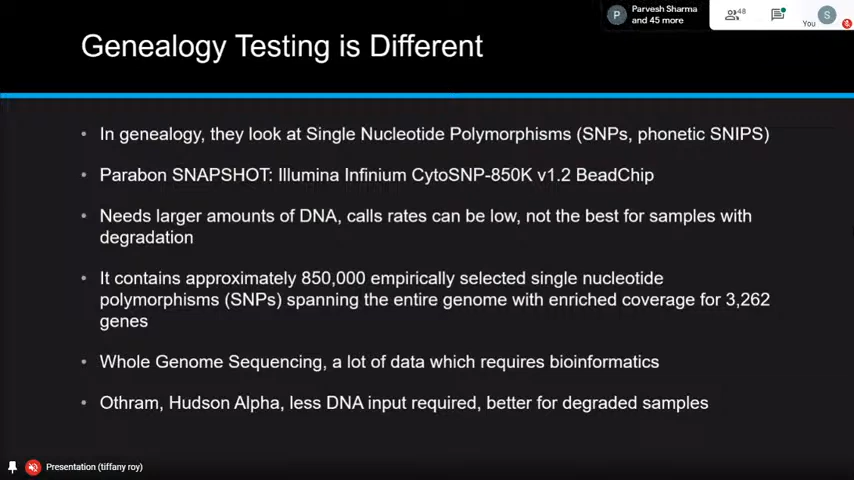 P
Parvesh Sharma
and 45 more
48
S
You
Genealogy Testing is Different
• In genealogy, they look at Single Nucleotide Polymorphisms (SNPs, phonetic SNIPS)
• Parabon SNAPSHOT: Illumina Infinium CytoSNP-850K v1.2 BeadChip
• Needs larger amounts of DNA, calls rates can be low, not the best for samples with
degradation
• It contains approximately 850,000 empirically selected single nucleotide
polymorphisms (SNPs) spanning the entire genome with enriched coverage for 3,262
genes
• Whole Genome Sequencing, a lot of data which requires bioinformatics
• Othram, Hudson Alpha, less DNA input required, better for degraded samples
Presentation (tiffany roy)